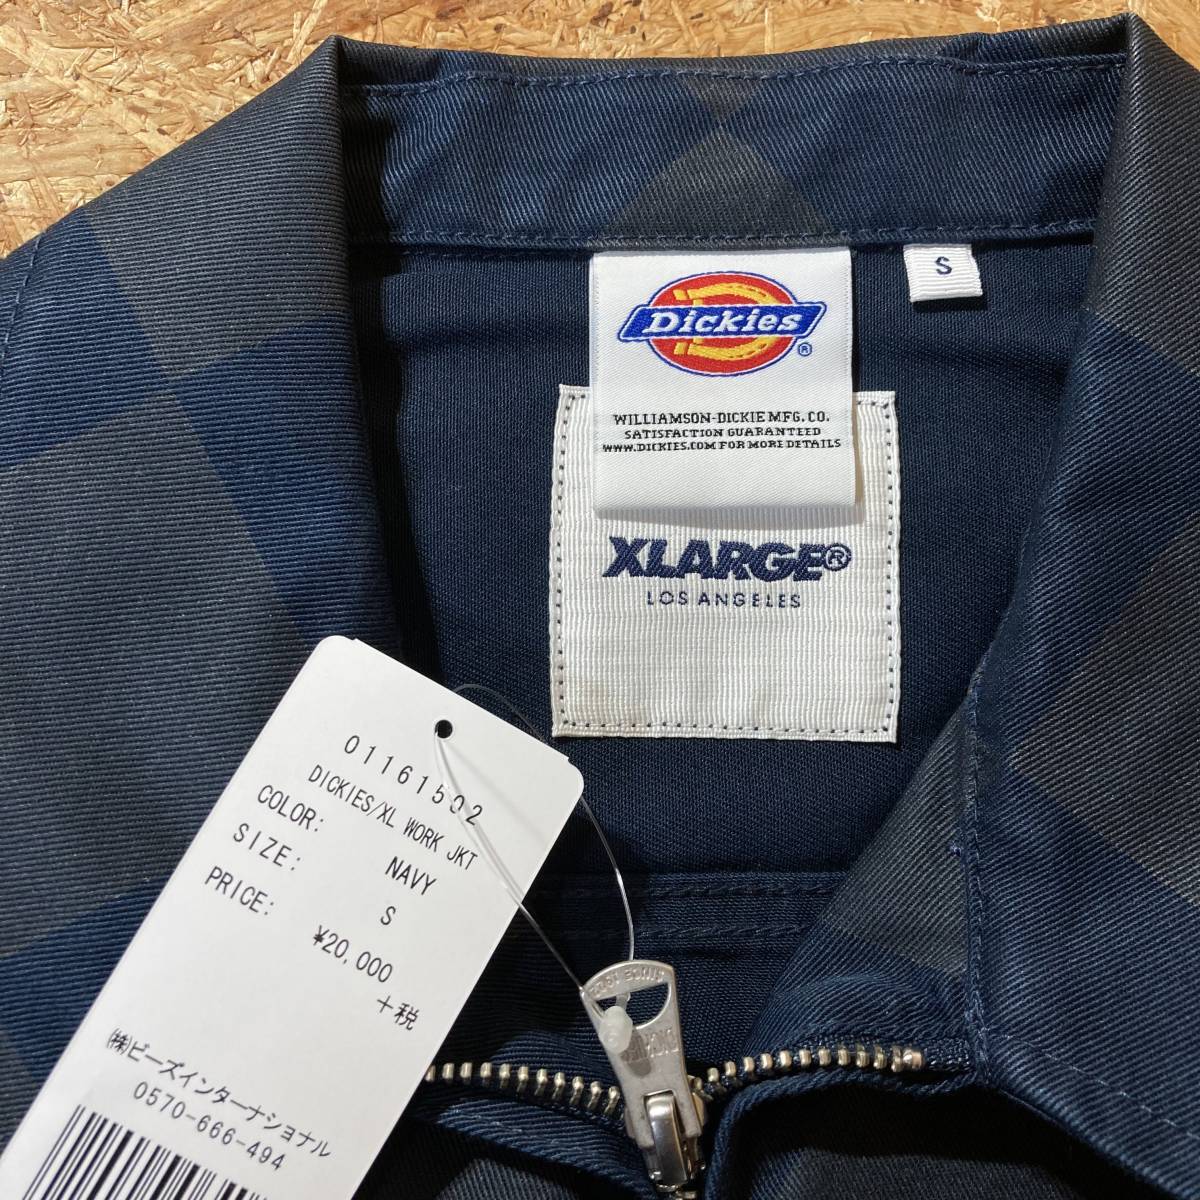 Dickies®
WILLIAMSON-DICKIE MFG. CO.
SATISFACTION GUARANTEED
WWW.DICKIES.COM FOR MORE DETAILS
S
XLARGE®
LOS ANGELES
01161502
DICKIES/XL WORK JKT
COLOR: NAVY
SIZE: S
PRICE: ¥20,000
+税
㈱ビーズインターナショナル
0570-666-494